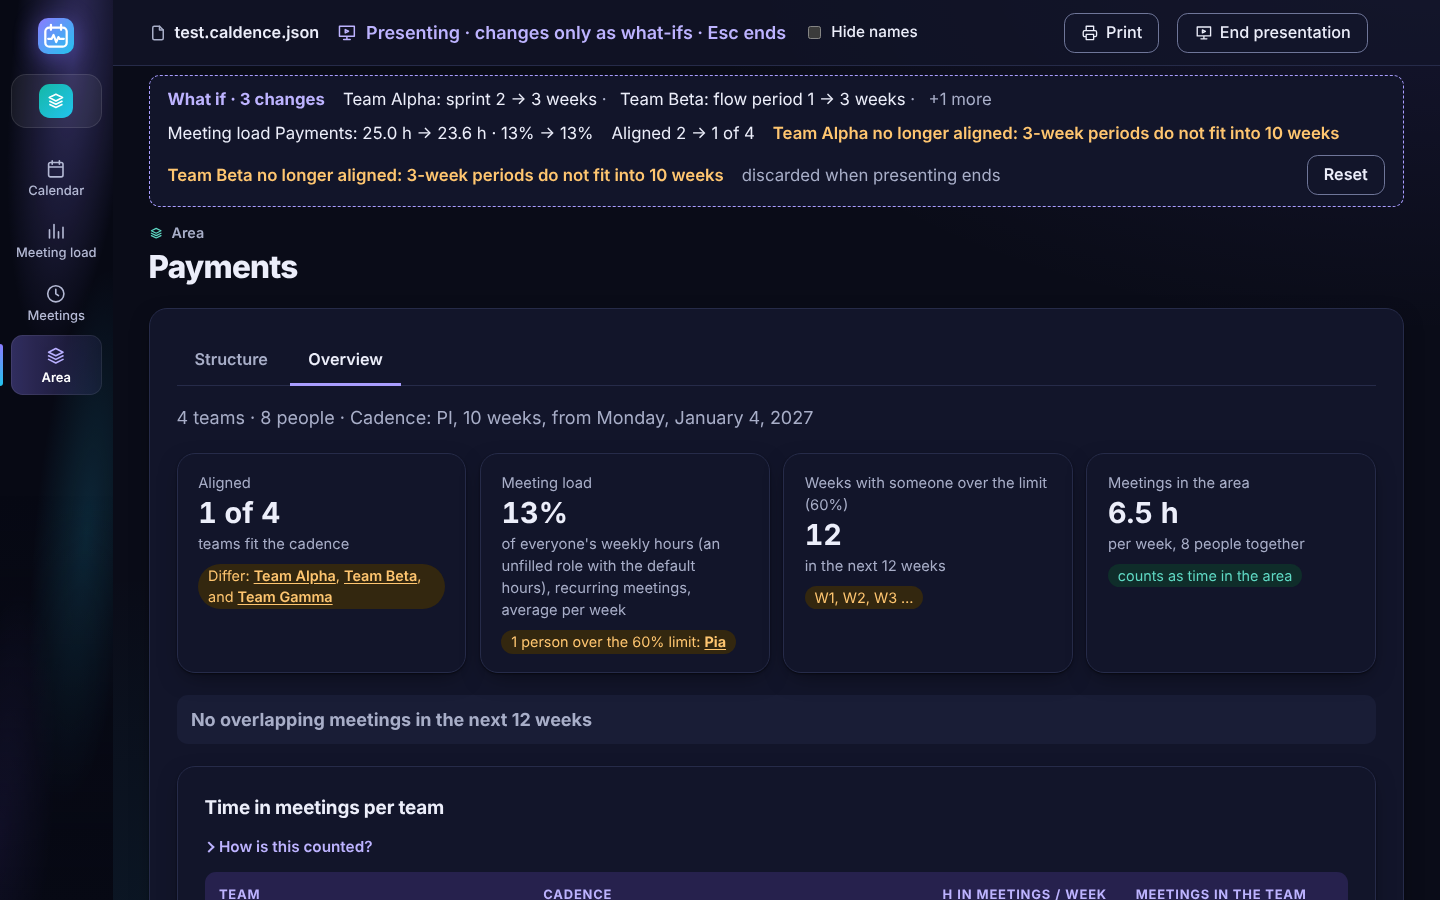 test.caldence.json
Presenting · changes only as what-ifs · Esc ends
Hide names
Print
End presentation
What if · 3 changes Team Alpha: sprint 2 → 3 weeks · Team Beta: flow period 1 → 3 weeks · +1 more
Meeting load Payments: 25.0 h → 23.6 h · 13% → 13% Aligned 2 → 1 of 4 Team Alpha no longer aligned: 3-week periods do not fit into 10 weeks
Team Beta no longer aligned: 3-week periods do not fit into 10 weeks discarded when presenting ends
Reset
Calendar
Meeting load
Meetings
Area
Area
Payments
Structure
Overview
4 teams · 8 people · Cadence: PI, 10 weeks, from Monday, January 4, 2027
Aligned
1 of 4
teams fit the cadence
Differ: Team Alpha, Team Beta,
and Team Gamma
Meeting load
13%
of everyone's weekly hours (an
unfilled role with the default
hours), recurring meetings,
average per week
1 person over the 60% limit: Pia
Weeks with someone over the limit
(60%)
12
in the next 12 weeks
W1, W2, W3 ...
Meetings in the area
6.5 h
per week, 8 people together
counts as time in the area
No overlapping meetings in the next 12 weeks
Time in meetings per team
How is this counted?
TEAM CADENCE H IN MEETINGS / WEEK MEETINGS IN THE TEAM